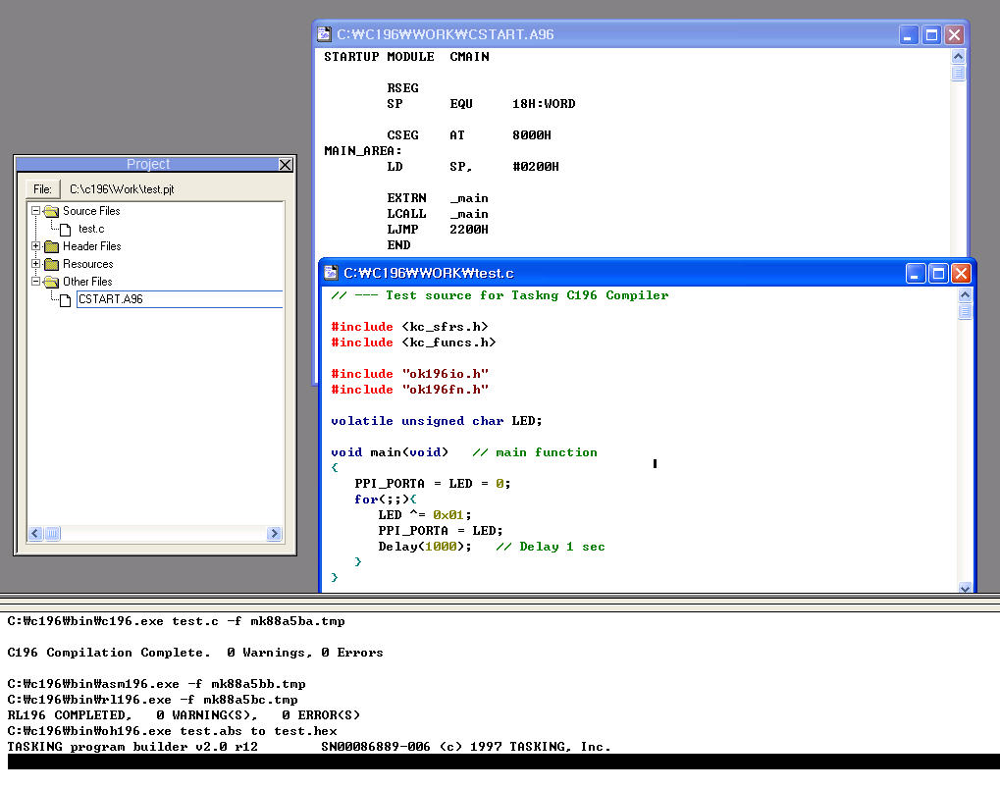 C:₩C196₩WORK₩CSTART.A96
STARTUP MODULE  CMAIN
RSEG
SP      EQU     18H:WORD
CSEG    AT      8000H
MAIN_AREA:
LD      SP,     #0200H
EXTRN   _main
LCALL   _main
LJMP    2200H
END
Project
File:  C:\c196\Work\test.pjt
Source Files
test.c
Header Files
Resources
Other Files
CSTART.A96
C:₩C196₩WORK₩test.c
// --- Test source for Taskng C196 Compiler
#include <kc_sfrs.h>
#include <kc_funcs.h>
#include "ok196io.h"
#include "ok196fn.h"
volatile unsigned char LED;
void main(void)   // main function
{
PPI_PORTA = LED = 0;
for(;;){
LED ^= 0x01;
PPI_PORTA = LED;
Delay(1000);   // Delay 1 sec
}
}
C:₩c196₩bin₩c196.exe test.c -f mk88a5ba.tmp
C196 Compilation Complete.  0 Warnings, 0 Errors
C:₩c196₩bin₩asm196.exe -f mk88a5bb.tmp
C:₩c196₩bin₩rl196.exe -f mk88a5bc.tmp
RL196 COMPLETED,   0 WARNING(S),   0 ERROR(S)
C:₩c196₩bin₩oh196.exe test.abs to test.hex
TASKING program builder v2.0 r12        SN00086889-006 (c) 1997 TASKING, Inc.